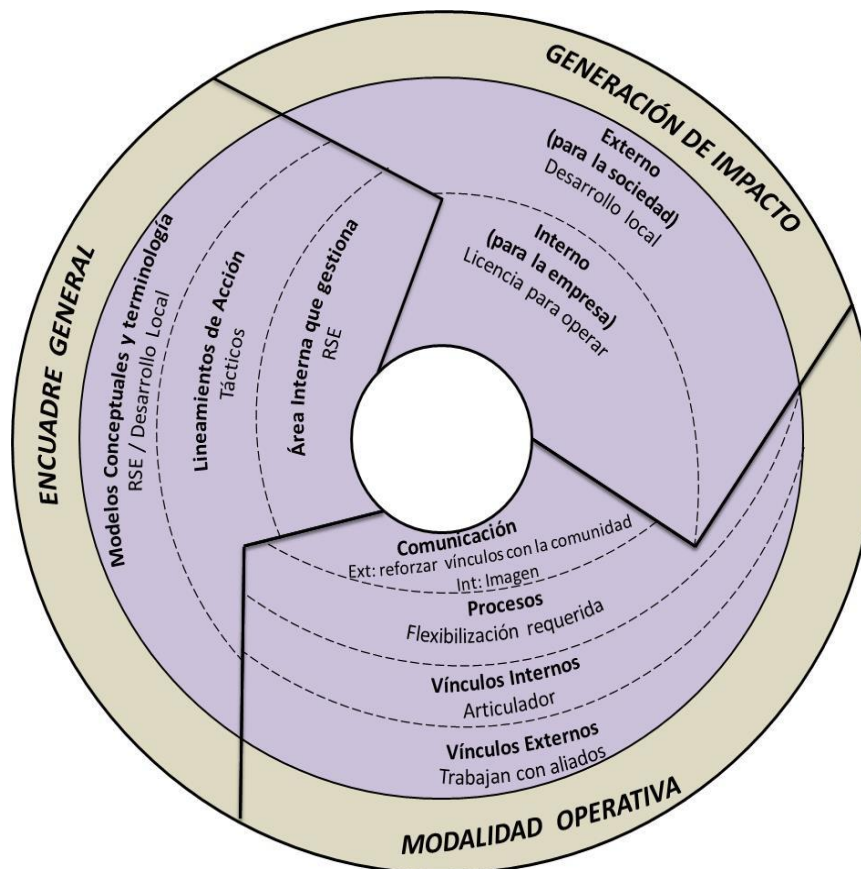 GENERACIÓN DE IMPACTO
Externo
(para la sociedad)
Desarrollo local
Interno
(para la empresa)
Licencia para operar
ENCUADRE GENERAL
Modelos Conceptuales y terminología
RSE / Desarrollo Local
Lineamientos de Acción
Tácticos
Área Interna que gestiona
RSE
Comunicación
Ext: reforzar vínculos con la comunidad
Int: Imagen
Procesos
Flexibilización requerida
Vínculos Internos
Articulador
Vínculos Externos
Trabajan con aliados
MODALIDAD OPERATIVA